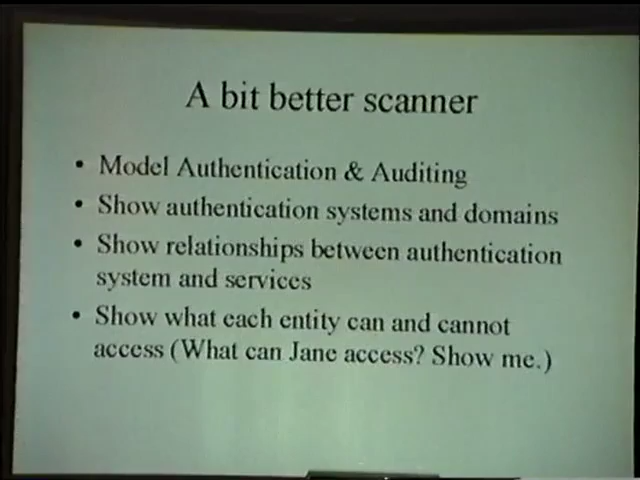 A bit better scanner
• Model Authentication & Auditing
• Show authentication systems and domains
• Show relationships between authentication
system and services
• Show what each entity can and cannot
access (What can Jane access? Show me.)